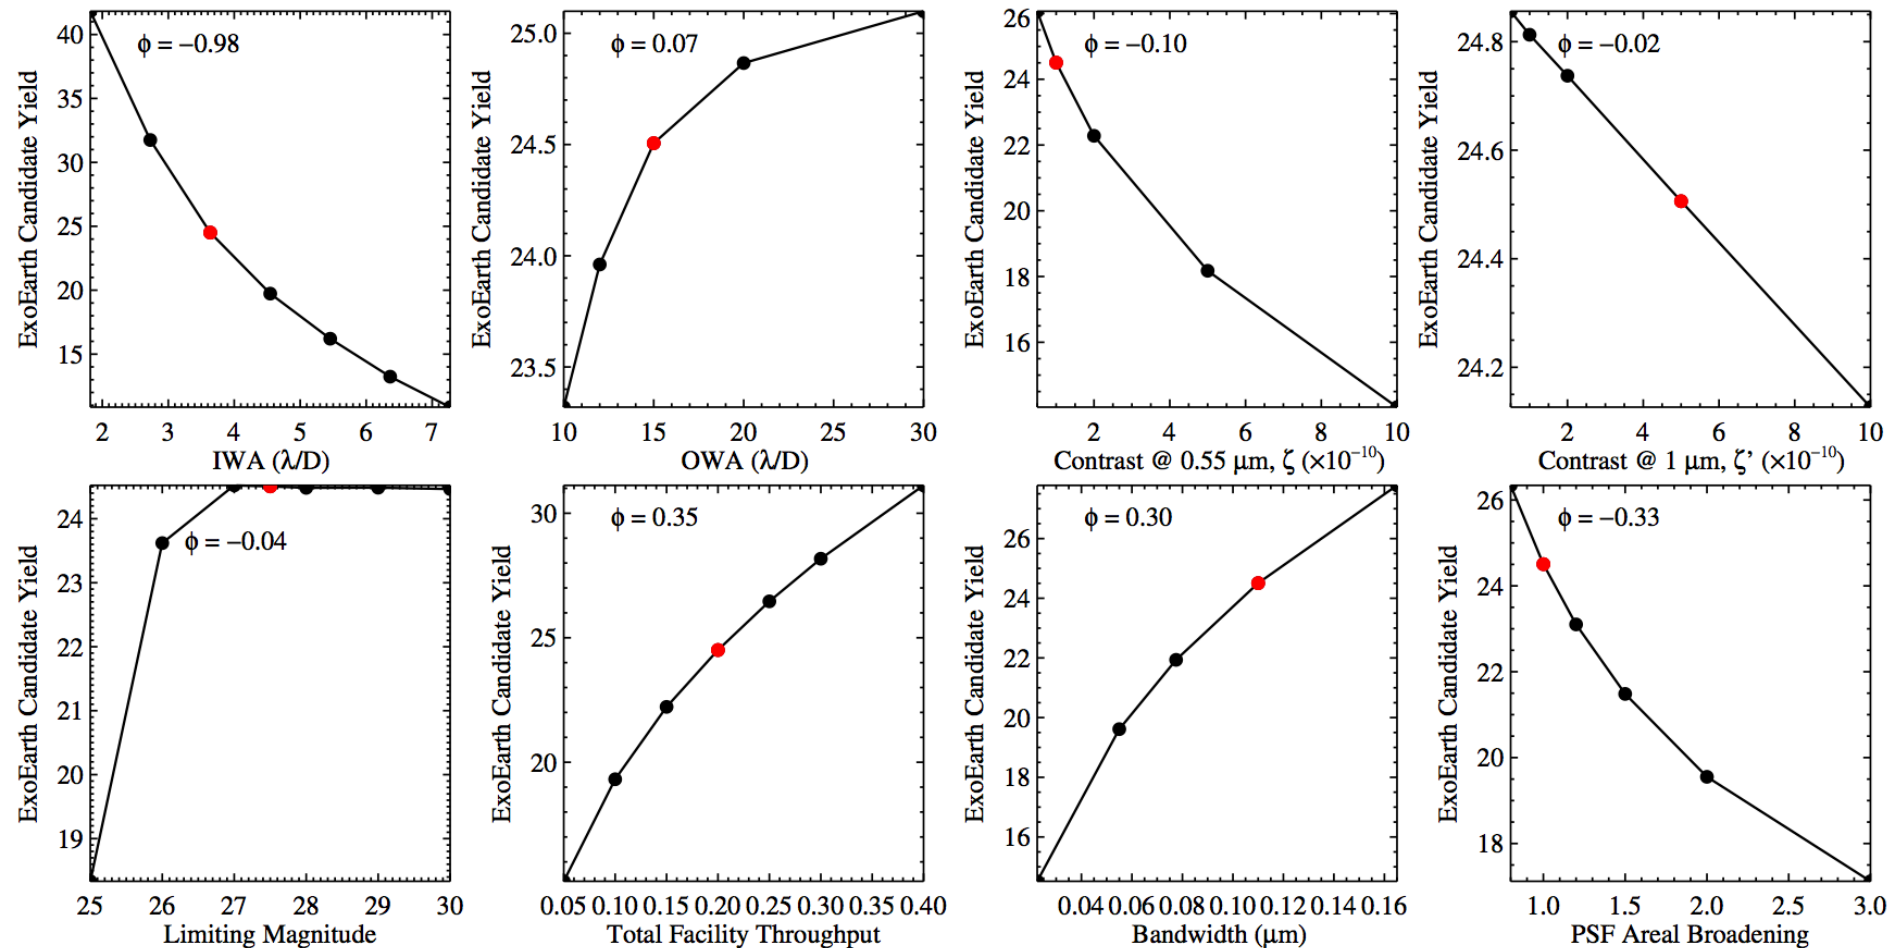 ExoEarth Candidate Yield
40
35
30
25
20
15
ϕ = −0.98
2 3 4 5 6 7
IWA (λ/D)
ExoEarth Candidate Yield
25.0
24.5
24.0
23.5
ϕ = 0.07
10 15 20 25 30
OWA (λ/D)
ExoEarth Candidate Yield
26
24
22
20
18
16
ϕ = −0.10
2 4 6 8 10
Contrast @ 0.55 μm, ζ (×10⁻¹⁰)
ExoEarth Candidate Yield
24.8
24.6
24.4
24.2
ϕ = −0.02
2 4 6 8 10
Contrast @ 1 μm, ζ’ (×10⁻¹⁰)
ExoEarth Candidate Yield
24
23
22
21
20
19
ϕ = −0.04
25 26 27 28 29 30
Limiting Magnitude
ExoEarth Candidate Yield
30
25
20
ϕ = 0.35
0.05 0.10 0.15 0.20 0.25 0.30 0.35 0.40
Total Facility Throughput
ExoEarth Candidate Yield
26
24
22
20
18
16
ϕ = 0.30
0.04 0.06 0.08 0.10 0.12 0.14 0.16
Bandwidth (μm)
ExoEarth Candidate Yield
26
24
22
20
18
ϕ = −0.33
1.0 1.5 2.0 2.5 3.0
PSF Areal Broadening